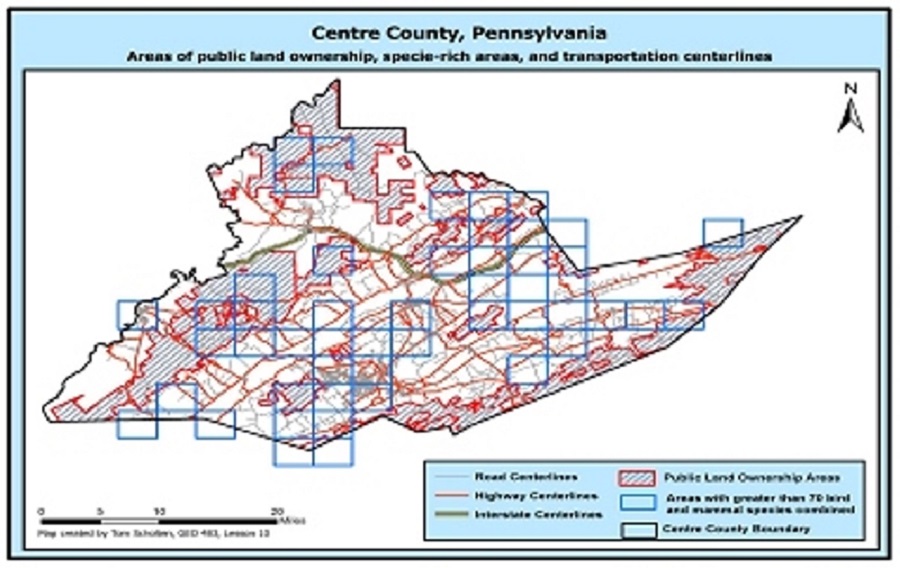 Centre County, Pennsylvania
Areas of public land ownership, specie-rich areas, and transportation centerlines
N
Road Centerlines
Highway Centerlines
Interstate Centerlines
Public Land Ownership Areas
Areas with greater than 70 bird
and mammal species combined
Centre County Boundary
0 5 10 20
Miles
Map created by Tom Scholten, GEO 483, Lesson 10